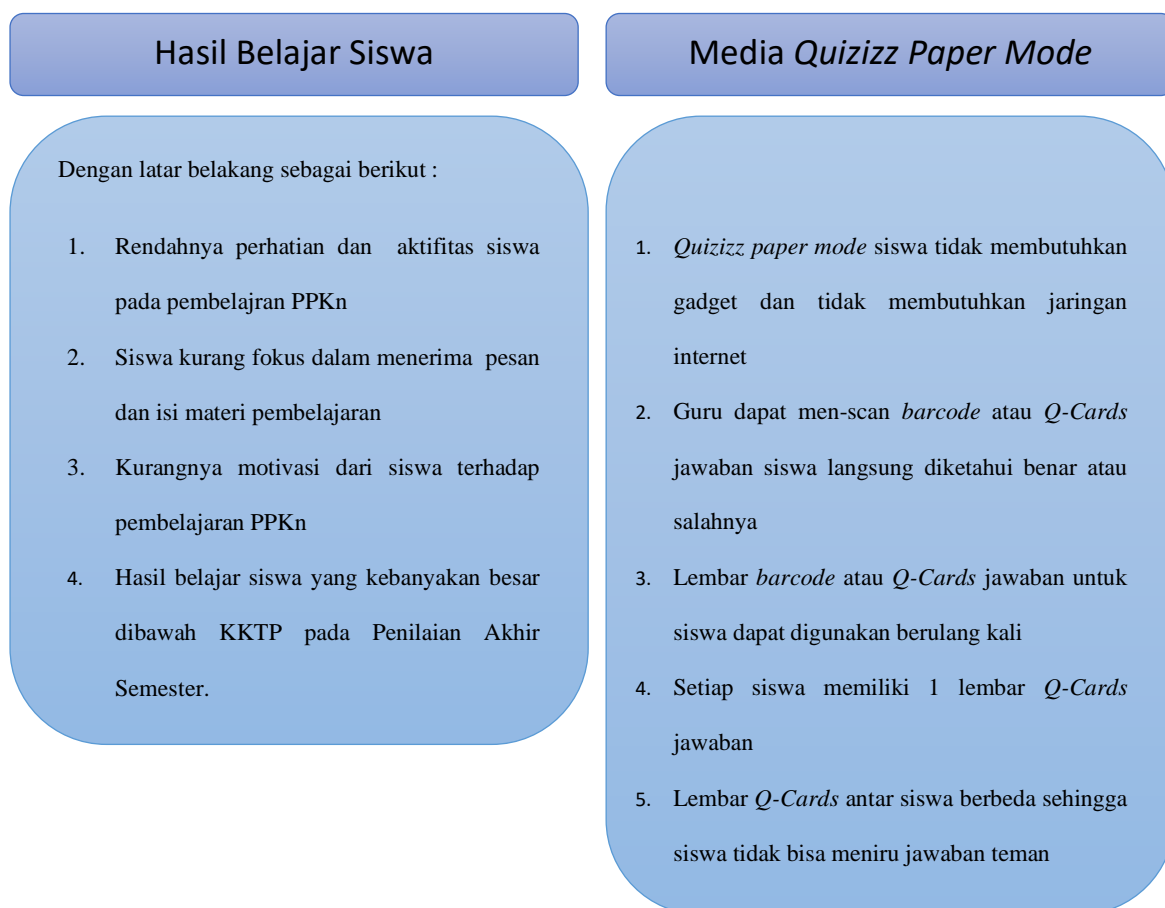 Hasil Belajar Siswa
Dengan latar belakang sebagai berikut :
1. Rendahnya perhatian dan aktifitas siswa
pada pembelajran PPKn
2. Siswa kurang fokus dalam menerima pesan
dan isi materi pembelajaran
3. Kurangnya motivasi dari siswa terhadap
pembelajaran PPKn
4. Hasil belajar siswa yang kebanyakan besar
dibawah KKTP pada Penilaian Akhir
Semester.
Media Quizizz Paper Mode
1. Quizizz paper mode siswa tidak membutuhkan
gadget dan tidak membutuhkan jaringan
internet
2. Guru dapat men-scan barcode atau Q-Cards
jawaban siswa langsung diketahui benar atau
salahnya
3. Lembar barcode atau Q-Cards jawaban untuk
siswa dapat digunakan berulang kali
4. Setiap siswa memiliki 1 lembar Q-Cards
jawaban
5. Lembar Q-Cards antar siswa berbeda sehingga
siswa tidak bisa meniru jawaban teman